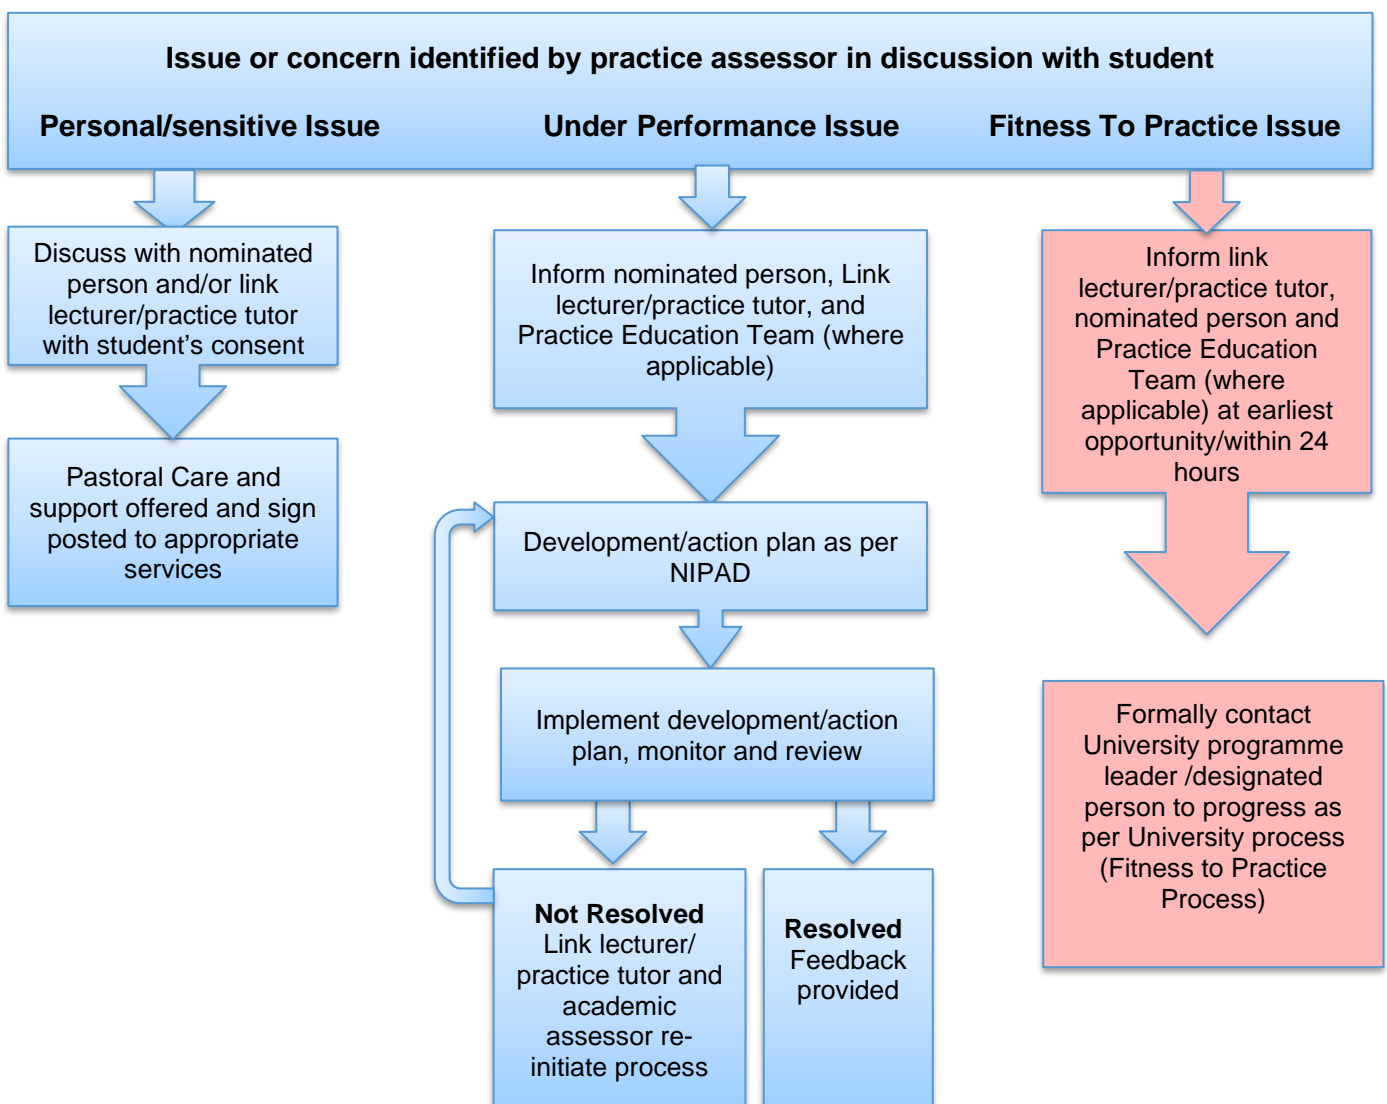 Issue or concern identified by practice assessor in discussion with student
Personal/sensitive Issue
Under Performance Issue
Fitness To Practice Issue
Discuss with nominated
person and/or link
lecturer/practice tutor
with student’s consent
Pastoral Care and
support offered and sign
posted to appropriate
services
Inform nominated person, Link
lecturer/practice tutor, and
Practice Education Team (where
applicable)
Development/action plan as per
NIPAD
Implement development/action
plan, monitor and review
Not Resolved
Link lecturer/
practice tutor and
academic
assessor re-
initiate process
Resolved
Feedback
provided
Inform link
lecturer/practice tutor,
nominated person and
Practice Education
Team (where
applicable) at earliest
opportunity/within 24
hours
Formally contact
University programme
leader /designated
person to progress as
per University process
(Fitness to Practice
Process)